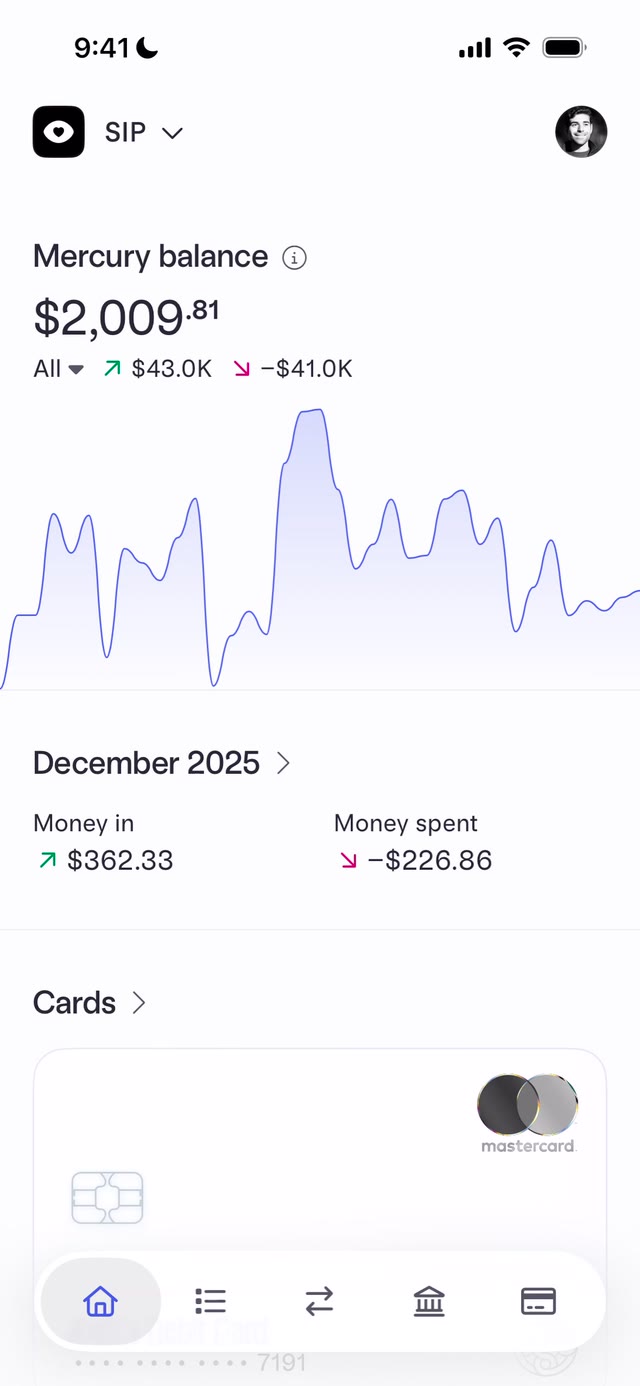 9:41
SIP
Mercury balance
$2,009.81
All $43.0K −$41.0K
December 2025
Money in Money spent
$362.33 −$226.86
Cards
mastercard.
•••• •••• •••• 7191